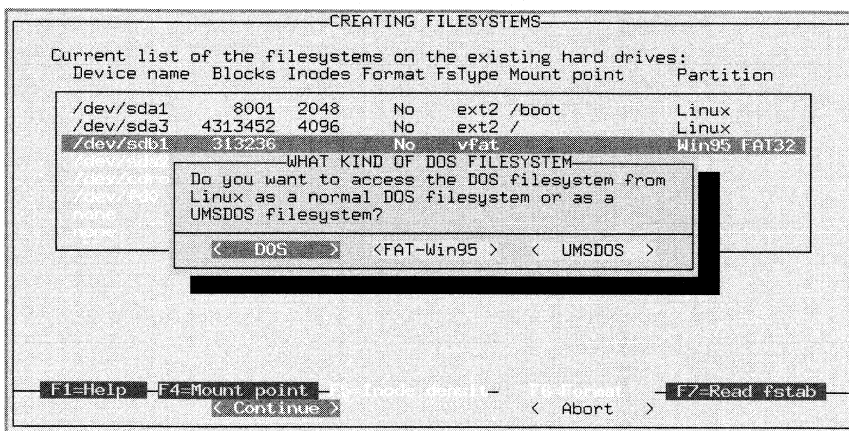 CREATING FILESYSTEMS
Current list of the filesystems on the existing hard drives:
Device name Blocks Inodes Format FsType Mount point Partition
/dev/sda1 8001 2048 No ext2 /boot Linux
/dev/sda3 4313452 4096 No ext2 / Linux
/dev/sdb1 313236 No vfat Win95 FAT32
WHAT KIND OF DOS FILESYSTEM
Do you want to access the DOS filesystem from
Linux as a normal DOS filesystem or as a
UMSDOS filesystem?
< DOS > <FAT-Win95 > < UMSDOS >
F1=Help F4=Mount point F7=Read fstab
< Continue > < Abort >